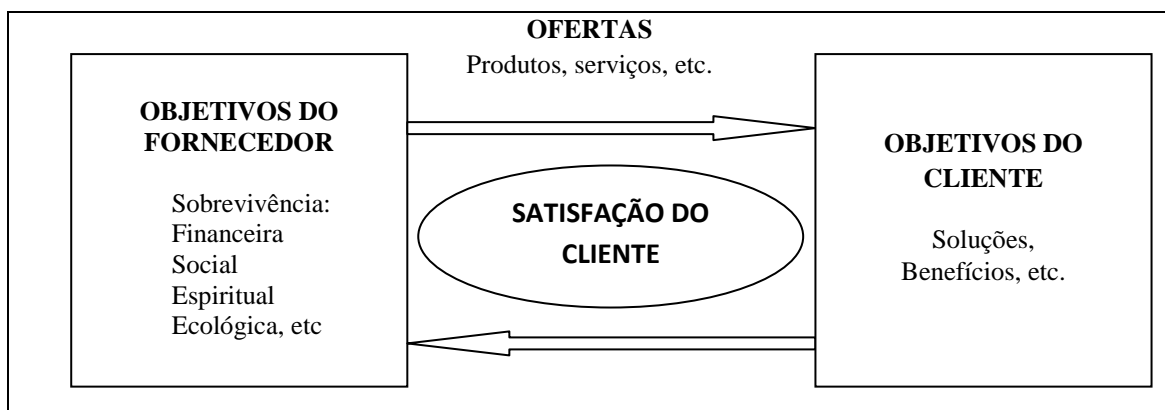 OFERTAS
Produtos, serviços, etc.
OBJETIVOS DO
FORNECEDOR
Sobrevivência:
Financeira
Social
Espiritual
Ecológica, etc
SATISFAÇÃO DO
CLIENTE
OBJETIVOS DO
CLIENTE
Soluções,
Benefícios, etc.